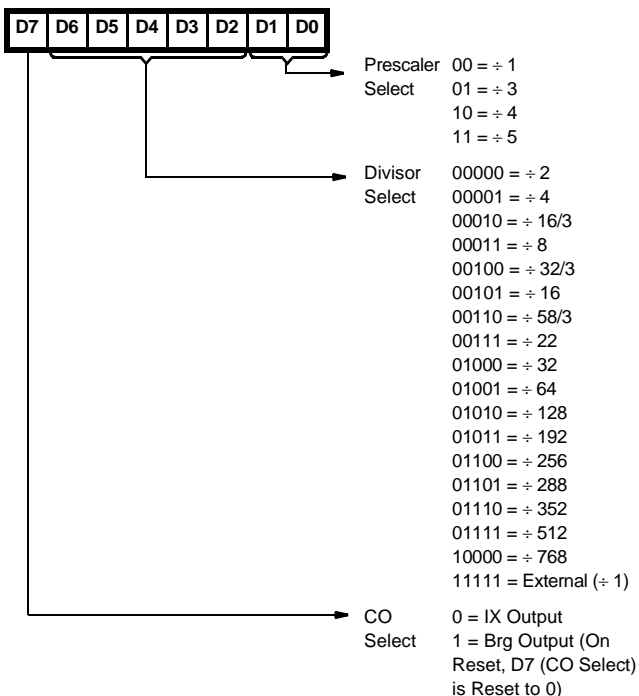 D7 D6 D5 D4 D3 D2 D1 D0
Prescaler 00 = ÷ 1
Select 01 = ÷ 3
10 = ÷ 4
11 = ÷ 5
Divisor 00000 = ÷ 2
Select 00001 = ÷ 4
00010 = ÷ 16/3
00011 = ÷ 8
00100 = ÷ 32/3
00101 = ÷ 16
00110 = ÷ 58/3
00111 = ÷ 22
01000 = ÷ 32
01001 = ÷ 64
01010 = ÷ 128
01011 = ÷ 192
01100 = ÷ 256
01101 = ÷ 288
01110 = ÷ 352
01111 = ÷ 512
10000 = ÷ 768
11111 = External (÷ 1)
CO 0 = IX Output
Select 1 = Brg Output (On
Reset, D7 (CO Select)
is Reset to 0)